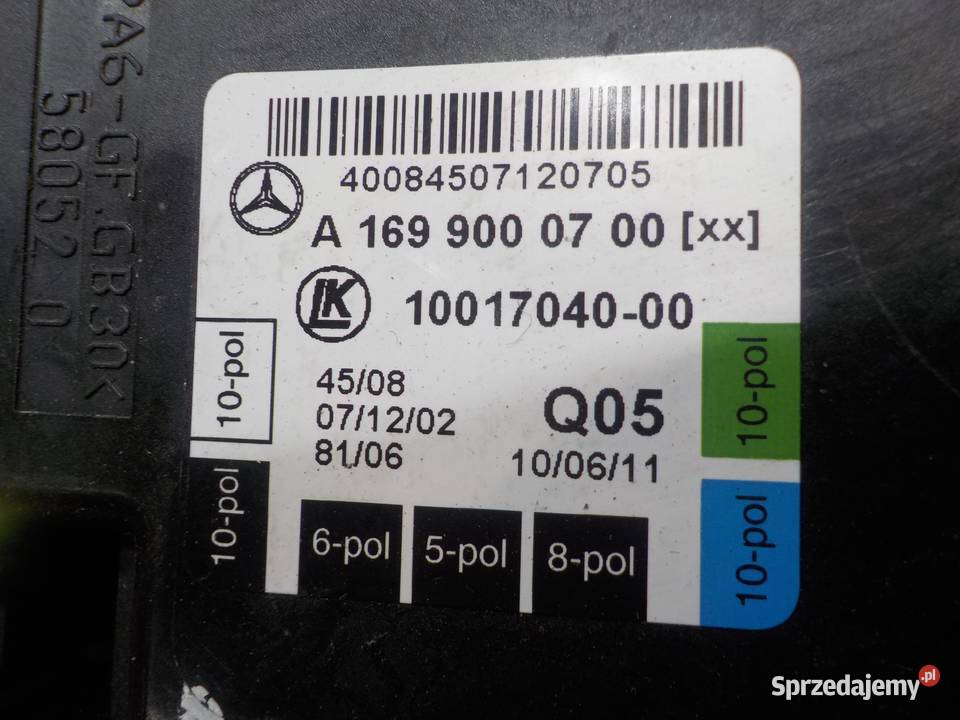 PA6-GF.GB30<
58052 0
40084507120705
A 169 900 07 00 [xx]
LK 10017040-00
10-pol
45/08
07/12/02
81/06
Q05
10/06/11
10-pol
10-pol
6-pol 5-pol 8-pol
10-pol
Sprzedajemy.pl